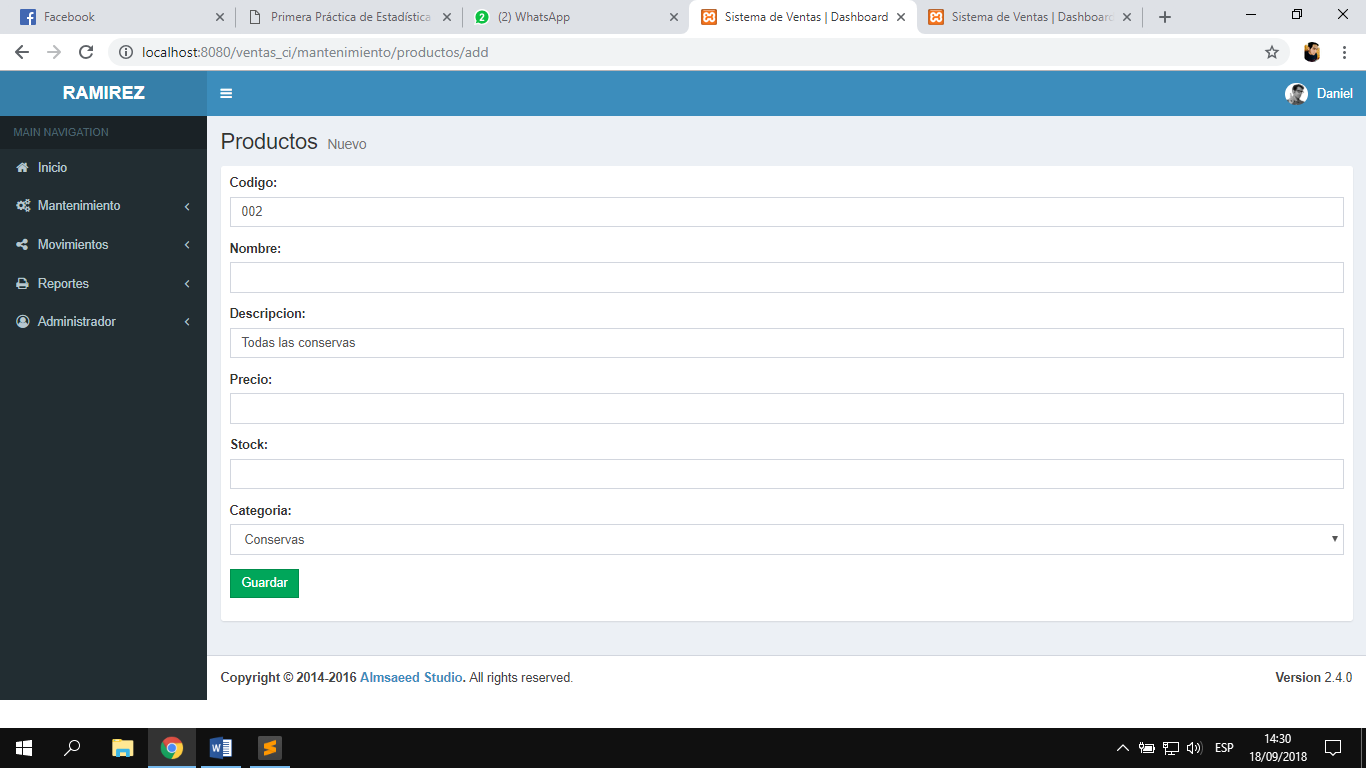 Facebook
Primera Práctica de Estadística
(2) WhatsApp
Sistema de Ventas | Dashboard
Sistema de Ventas | Dashboard
localhost:8080/ventas_ci/mantenimiento/productos/add
RAMIREZ
Daniel
MAIN NAVIGATION
Inicio
Mantenimiento
Movimientos
Reportes
Administrador
Productos Nuevo
Codigo:
002
Nombre:
Descripcion:
Todas las conservas
Precio:
Stock:
Categoria:
Conservas
Guardar
Copyright © 2014-2016 Almsaeed Studio. All rights reserved.
Version 2.4.0
ESP
14:30
18/09/2018